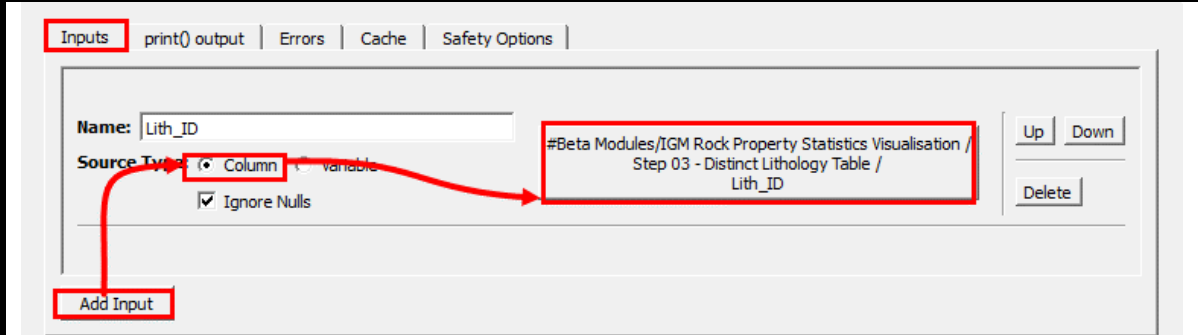 Inputs print() output Errors Cache Safety Options
Name: Lith_ID
#Beta Modules/IGM Rock Property Statistics Visualisation /
Step 03 - Distinct Lithology Table /
Lith_ID
Up Down
Source Type: Column Variable
Ignore Nulls
Delete
Add Input